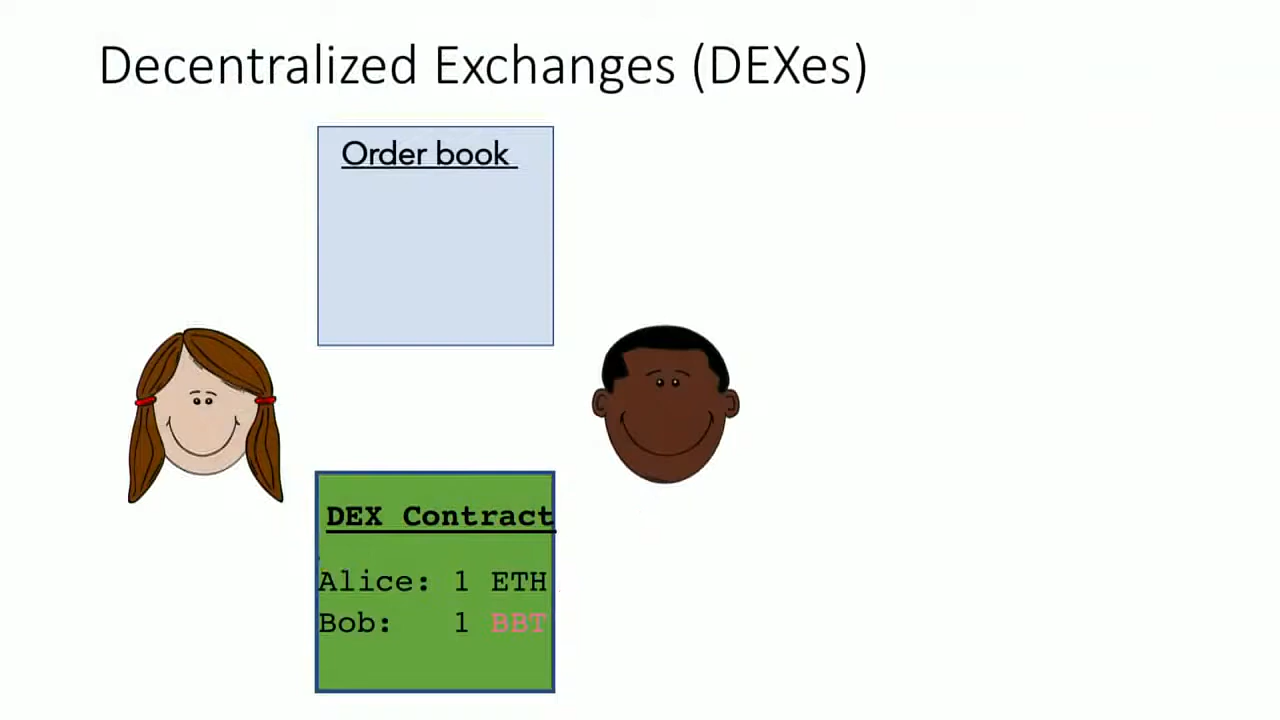 Decentralized Exchanges (DEXes)
Order book
DEX Contract
Alice: 1 ETH
Bob: 1 BBT